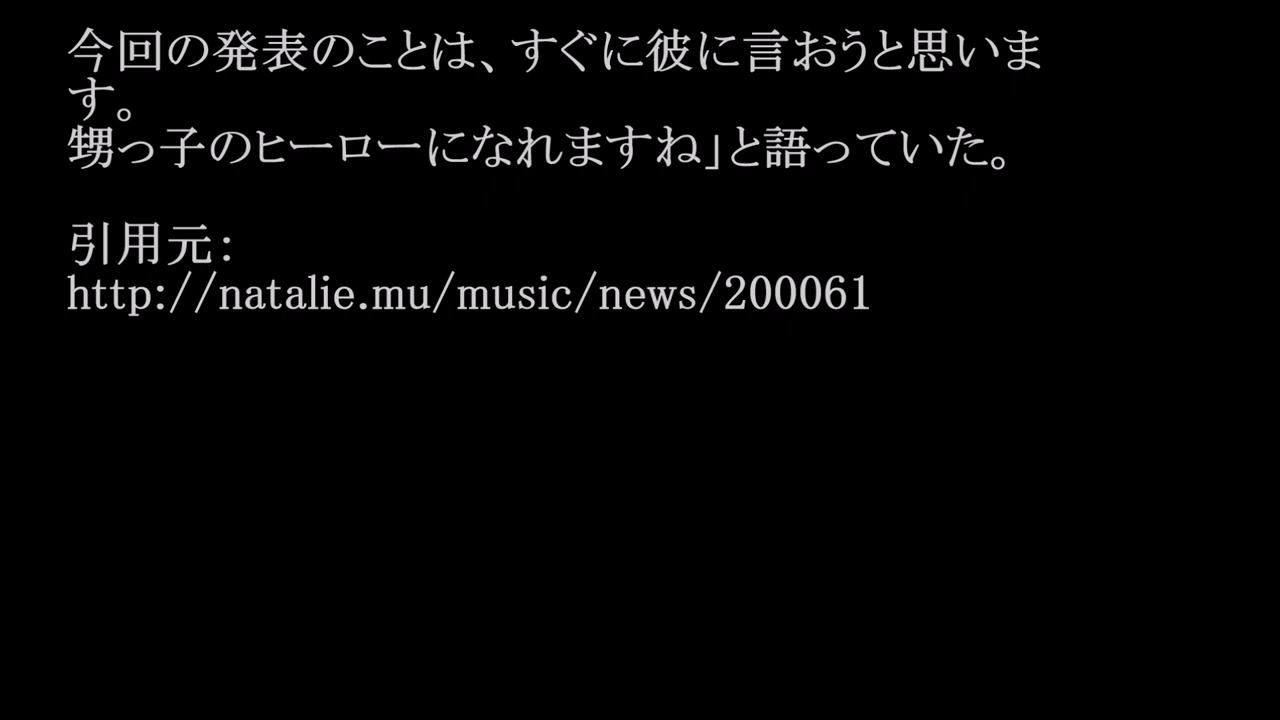 今回の発表のことは、すぐに彼に言おうと思いま
す。
甥っ子のヒーローになれますね」と語っていた。
引用元：
http://natalie.mu/music/news/200061